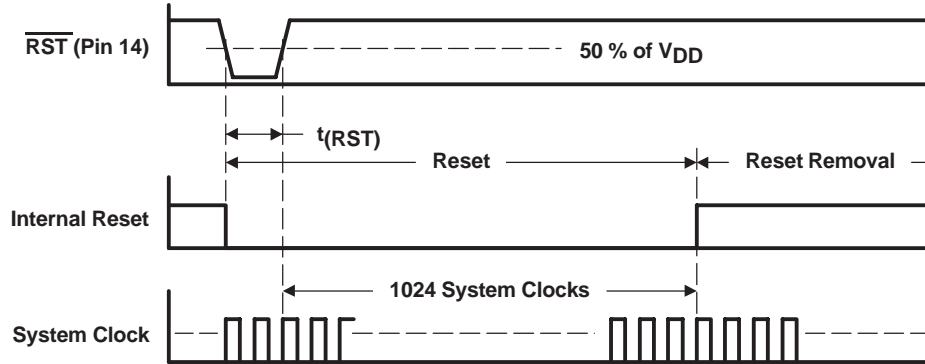 RST (Pin 14)
50 % of VDD
t(RST)
Reset
Reset Removal
Internal Reset
1024 System Clocks
System Clock